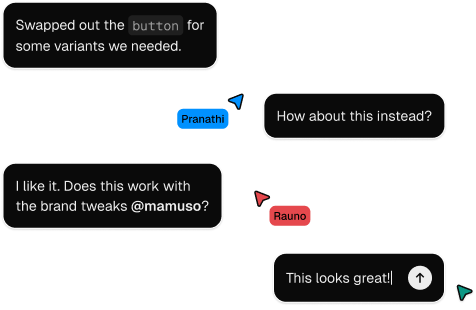 Swapped out the button for
some variants we needed.
Pranathi
How about this instead?
I like it. Does this work with
the brand tweaks @mamuso?
Rauno
This looks great!